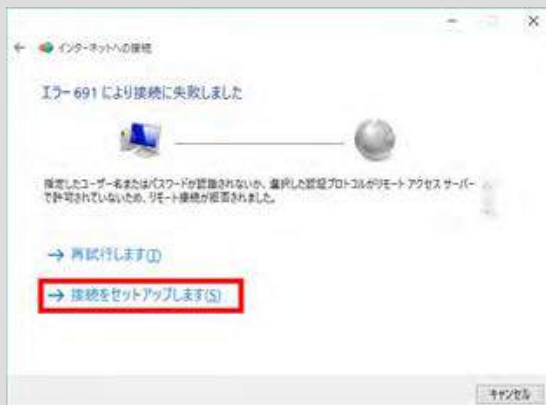 インターネットへの接続
エラー 691 により接続に失敗しました
指定したユーザー名またはパスワードが認識されないか、選択した認証プロトコルがリモート アクセス サーバー
で許可されていないため、リモート接続が拒否されました。
→ 再試行します(T)
→ 接続をセットアップします(S)
キャンセル